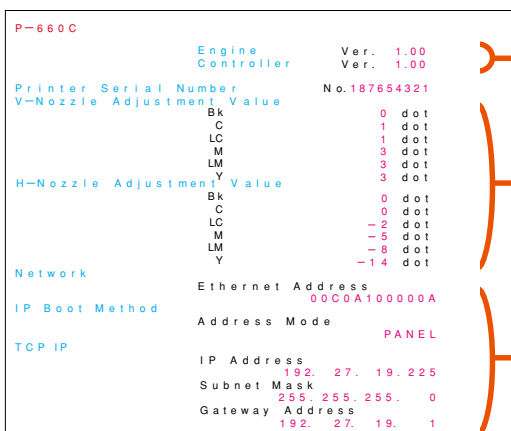 P-660C
Engine Ver. 1.00
Controller Ver. 1.00
Printer Serial Number No.187654321
V-Nozzle Adjustment Value
Bk 0 dot
C 1 dot
LC 1 dot
M 3 dot
LM 3 dot
Y 3 dot
H-Nozzle Adjustment Value
Bk 0 dot
C 0 dot
LC -2 dot
M -5 dot
LM -8 dot
Y -14 dot
Network
Ethernet Address
00C0A100000A
IP Boot Method
Address Mode
PANEL
TCP IP
IP Address
192. 27. 19.225
Subnet Mask
255.255.255. 0
Gateway Address
192. 27. 19. 1